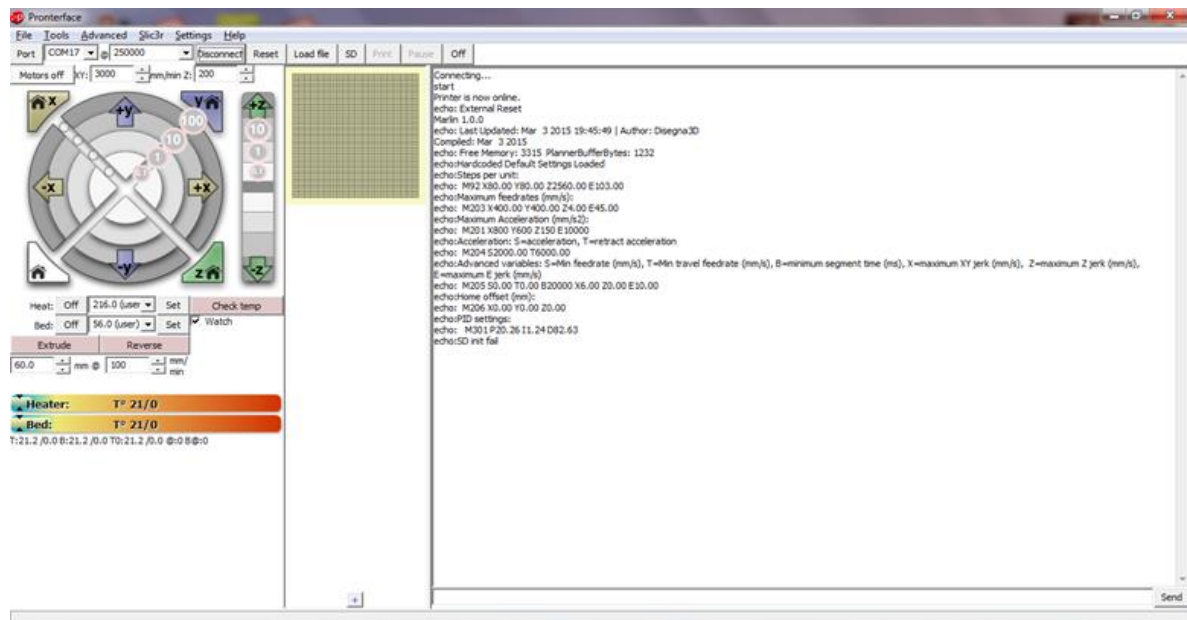 Pronterface
File Tools Advanced Slic3r Settings Help
Port COM17 @ 250000 Disconnect Reset Load file SD Print Pause Off
Motors off XY: 3000 mm/min Z: 200
X +y y +z
100
10 10
1 1
0.1 0.1
-x +x
-y z -z
Heat: Off 216.0 (user Set Check temp
Bed: Off 56.0 (user) Set Watch
Extrude Reverse
60.0 mm @ 100 mm/
min
Heater: T° 21/0
Bed: T° 21/0
T:21.2 /0.0 B:21.2 /0.0 T0:21.2 /0.0 @:0 B@:0
+
Connecting...
start
Printer is now online.
echo: External Reset
Marlin 1.0.0
echo: Last Updated: Mar 3 2015 19:45:49 | Author: Disegna3D
Compiled: Mar 3 2015
echo: Free Memory: 3315 PlannerBufferBytes: 1232
echo:Hardcoded Default Settings Loaded
echo:Steps per unit:
echo: M92 X80.00 Y80.00 Z2560.00 E103.00
echo:Maximum feedrates (mm/s):
echo: M203 X400.00 Y400.00 Z4.00 E45.00
echo:Maximum Acceleration (mm/s2):
echo: M201 X800 Y600 Z150 E10000
echo:Acceleration: S=acceleration, T=retract acceleration
echo: M204 S2000.00 T6000.00
echo:Advanced variables: S=Min feedrate (mm/s), T=Min travel feedrate (mm/s), B=minimum segment time (ms), X=maximum XY jerk (mm/s), Z=maximum Z jerk (mm/s),
E=maximum E jerk (mm/s)
echo: M205 S0.00 T0.00 B20000 X6.00 Z0.00 E10.00
echo:Home offset (mm):
echo: M206 X0.00 Y0.00 Z0.00
echo:PID settings:
echo: M301 P20.26 I1.24 D82.63
echo:SD init fail
Send